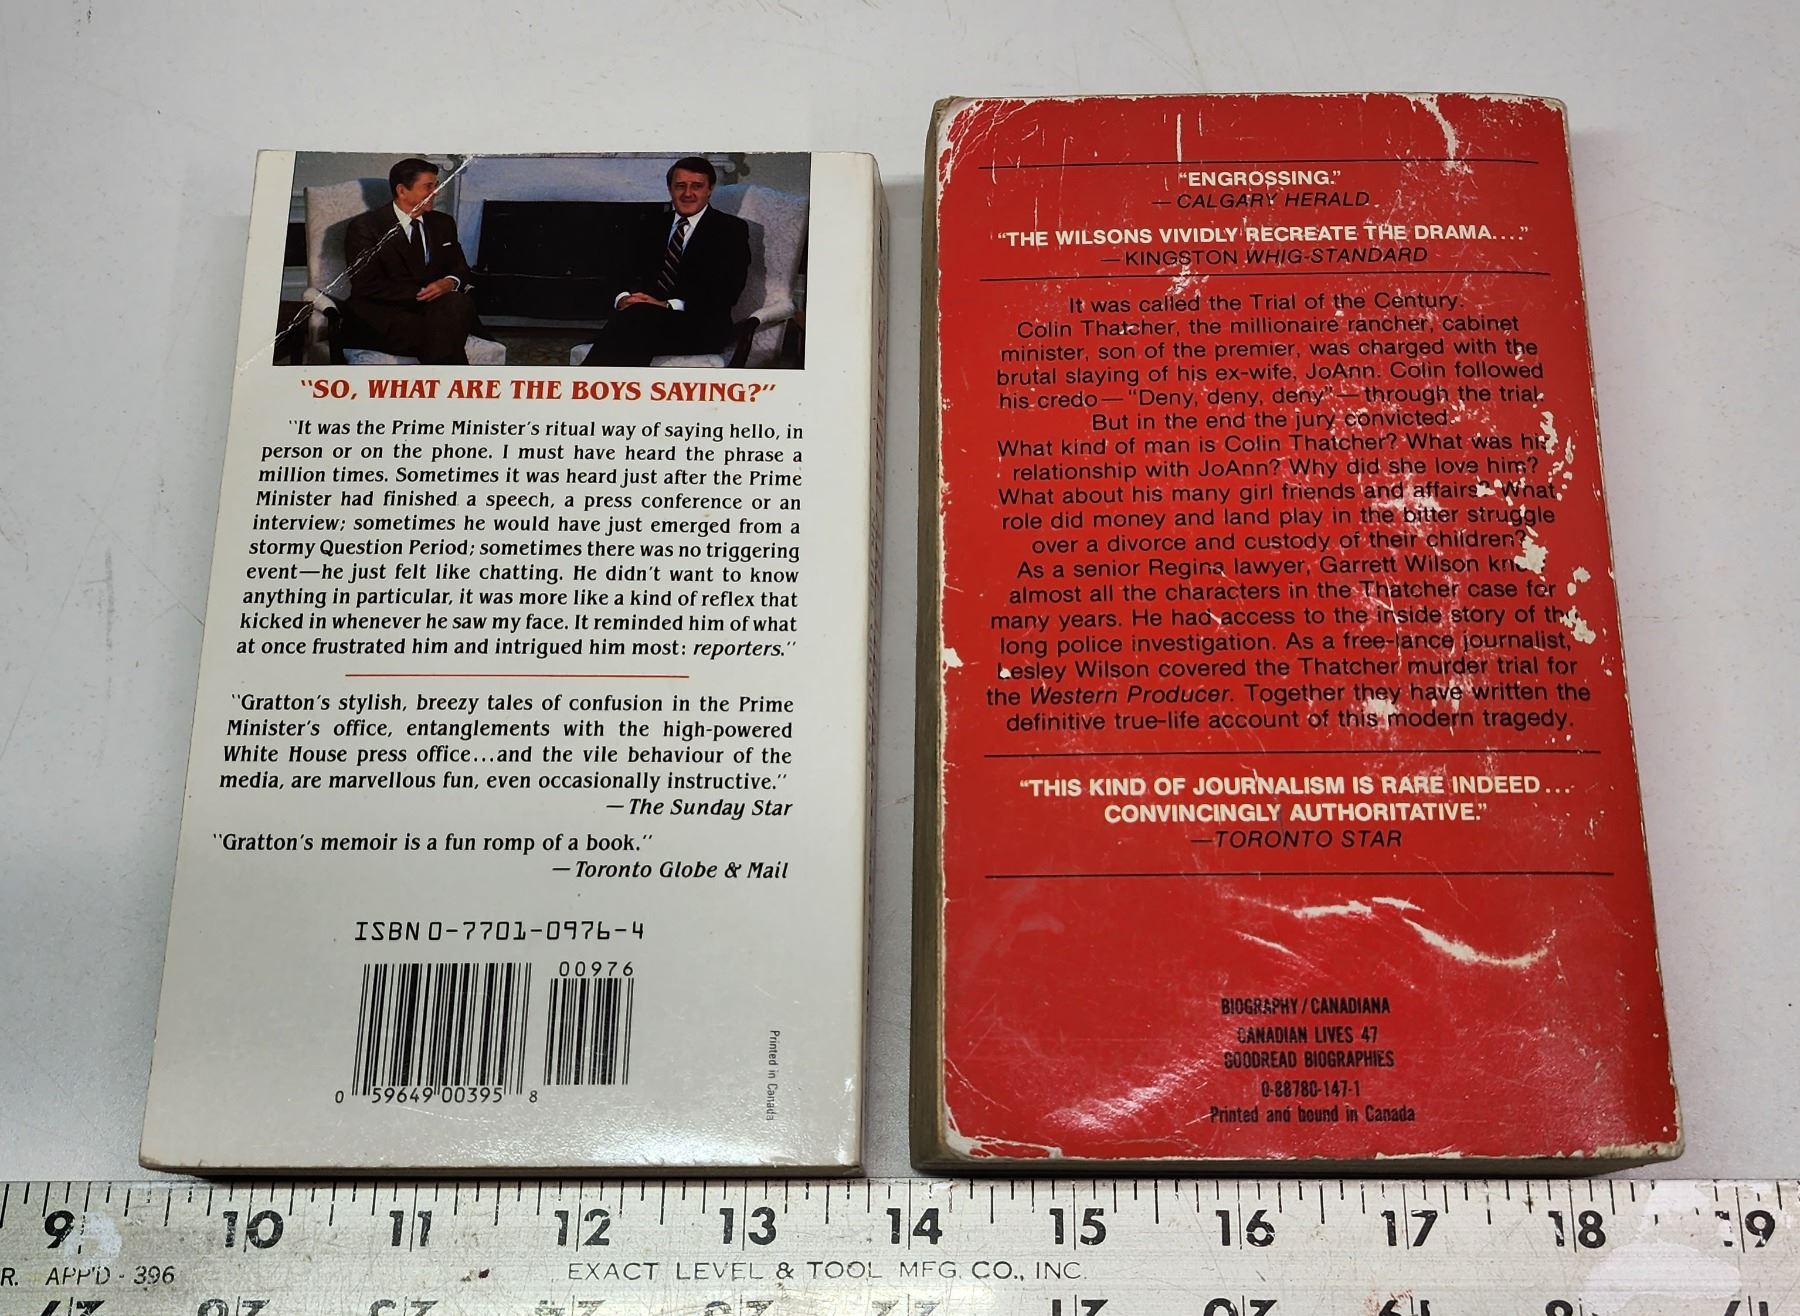 "SO, WHAT ARE THE BOYS SAYING?"
"It was the Prime Minister's ritual way of saying hello, in
person or on the phone. I must have heard the phrase a
million times. Sometimes it was heard just after the Prime
Minister had finished a speech, a press conference or an
interview; sometimes he would have just emerged from a
stormy Question Period; sometimes there was no triggering
event—he just felt like chatting. He didn't want to know
anything in particular, it was more like a kind of reflex that
kicked in whenever he saw my face. It reminded him of what
at once frustrated him and intrigued him most: reporters."
"Gratton's stylish, breezy tales of confusion in the Prime
Minister's office, entanglements with the high-powered
White House press office...and the vile behaviour of the
media, are marvellous fun, even occasionally instructive."
— The Sunday Star
"Gratton's memoir is a fun romp of a book."
— Toronto Globe & Mail
ISBN 0-7701-0976-4
00976
0 59649 00395 8
Printed in Canada
"ENGROSSING."
— CALGARY HERALD
"THE WILSONS VIVIDLY RECREATE THE DRAMA...."
— KINGSTON WHIG-STANDARD
It was called the Trial of the Century.
Colin Thatcher, the millionaire rancher, cabinet
minister, son of the premier, was charged with the
brutal slaying of his ex-wife, JoAnn. Colin followed
his credo — "Deny, deny, deny" — through the trial.
But in the end the jury convicted.
What kind of man is Colin Thatcher? What was his
relationship with JoAnn? Why did she love him?
What about his many girl friends and affairs? What
role did money and land play in the bitter struggle
over a divorce and custody of their children?
As a senior Regina lawyer, Garrett Wilson
almost all the characters in the Thatcher case for
many years. He had access to the inside story of the
long police investigation. As a free-lance journalist,
Lesley Wilson covered the Thatcher murder trial for
the Western Producer. Together they have written the
definitive true-life account of this modern tragedy.
"THIS KIND OF JOURNALISM IS RARE INDEED...
CONVINCINGLY AUTHORITATIVE."
—TORONTO STAR
BIOGRAPHY/CANADIANA
CANADIAN LIVES 47
GOODREAD BIOGRAPHIES
0-88780-147-1
Printed and bound in Canada
9 10 11 12 13 14 15 16 17 18 19
R. APP'D - 396 EXACT LEVEL & TOOL MFG. CO., INC.